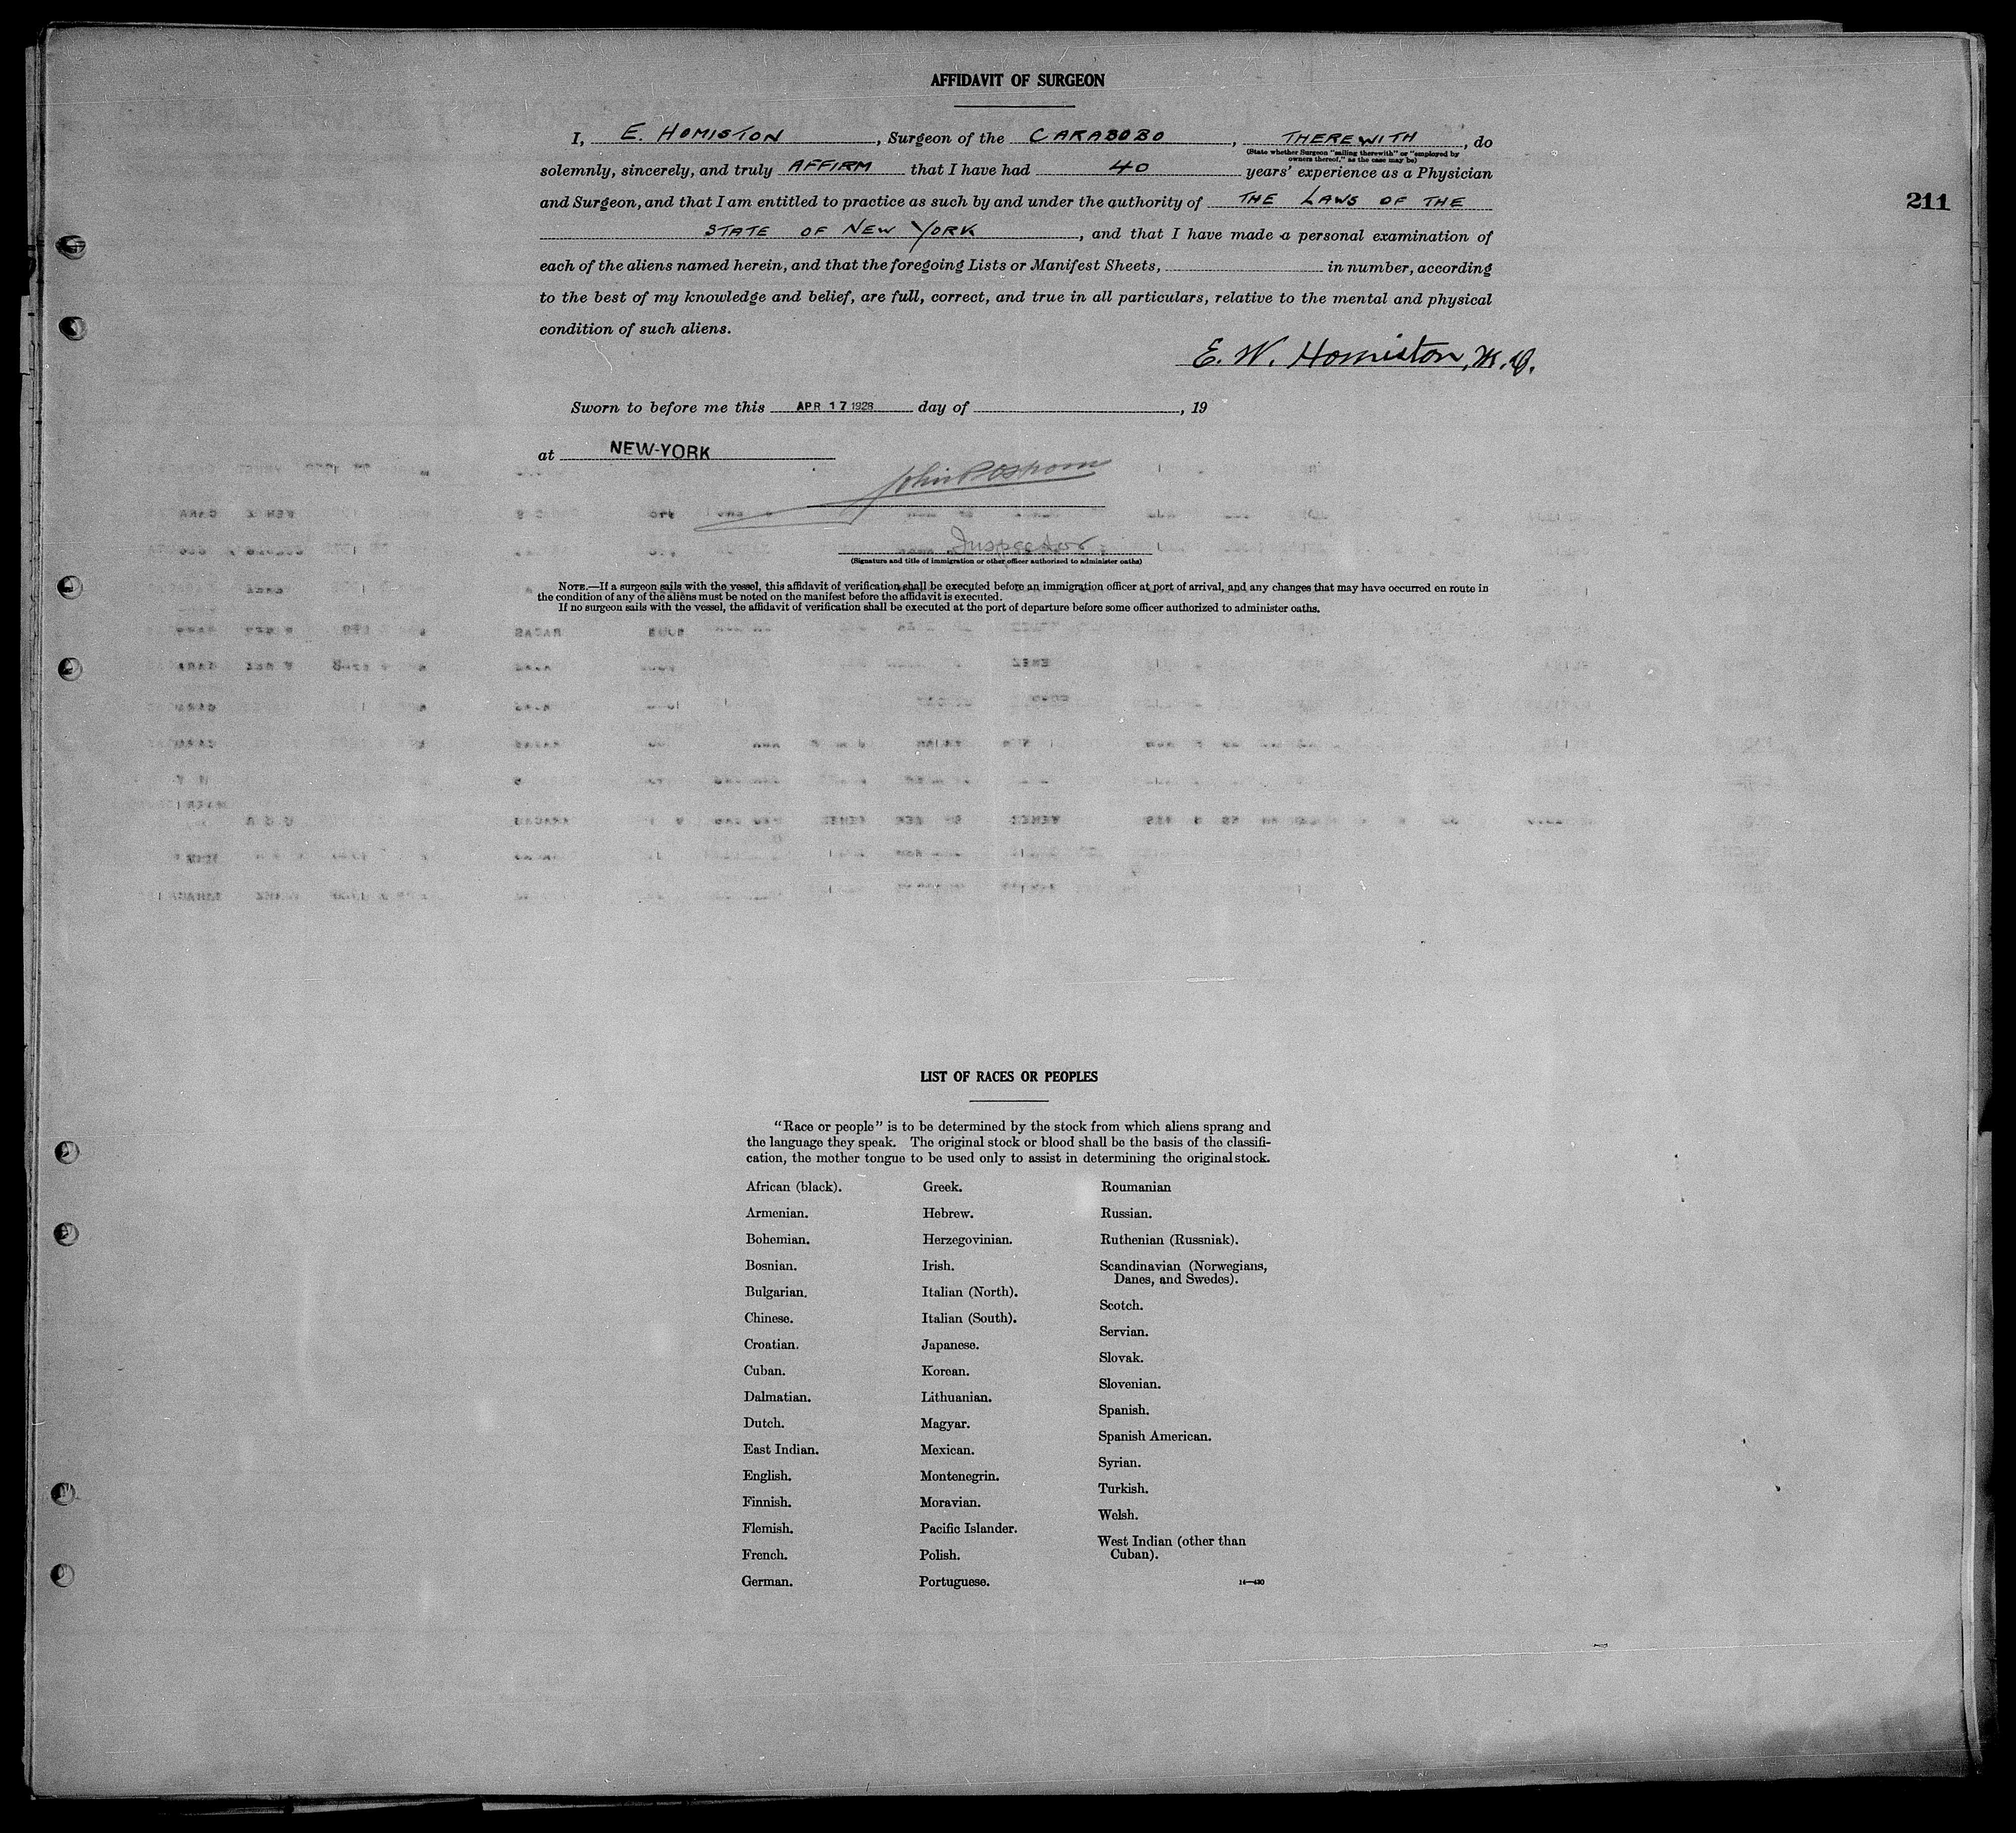 AFFIDAVIT OF SURGEON
I, E. HOMISTON, Surgeon of the CARABOBO, THEREWITH, do
(State whether Surgeon "sailing therewith" or "employed by
owners thereof," as the case may be)
solemnly, sincerely, and truly AFFIRM that I have had 40 years' experience as a Physician
and Surgeon, and that I am entitled to practice as such by and under the authority of THE LAWS OF THE
211
STATE OF NEW YORK, and that I have made a personal examination of
each of the aliens named herein, and that the foregoing Lists or Manifest Sheets, in number, according
to the best of my knowledge and belief, are full, correct, and true in all particulars, relative to the mental and physical
condition of such aliens.
E. W. Homiston, M.D.
Sworn to before me this APR 17 1928 day of , 19
at NEW-YORK
John
Inspector
(Signature and title of immigration or other officer authorized to administer oaths)
NOTE.—If a surgeon sails with the vessel, this affidavit of verification shall be executed before an immigration officer at port of arrival, and any changes that may have occurred en route in
the condition of any of the aliens must be noted on the manifest before the affidavit is executed.
If no surgeon sails with the vessel, the affidavit of verification shall be executed at the port of departure before some officer authorized to administer oaths.
LIST OF RACES OR PEOPLES
"Race or people" is to be determined by the stock from which aliens sprang and
the language they speak. The original stock or blood shall be the basis of the classifi-
cation, the mother tongue to be used only to assist in determining the original stock.
African (black).
Armenian.
Bohemian.
Bosnian.
Bulgarian.
Chinese.
Croatian.
Cuban.
Dalmatian.
Dutch.
East Indian.
English.
Finnish.
Flemish.
French.
German.
Greek.
Hebrew.
Herzegovinian.
Irish.
Italian (North).
Italian (South).
Japanese.
Korean.
Lithuanian.
Magyar.
Mexican.
Montenegrin.
Moravian.
Pacific Islander.
Polish.
Portuguese.
Roumanian
Russian.
Ruthenian (Russniak).
Scandinavian (Norwegians,
Danes, and Swedes).
Scotch.
Servian.
Slovak.
Slovenian.
Spanish.
Spanish American.
Syrian.
Turkish.
Welsh.
West Indian (other than
Cuban).
14—430